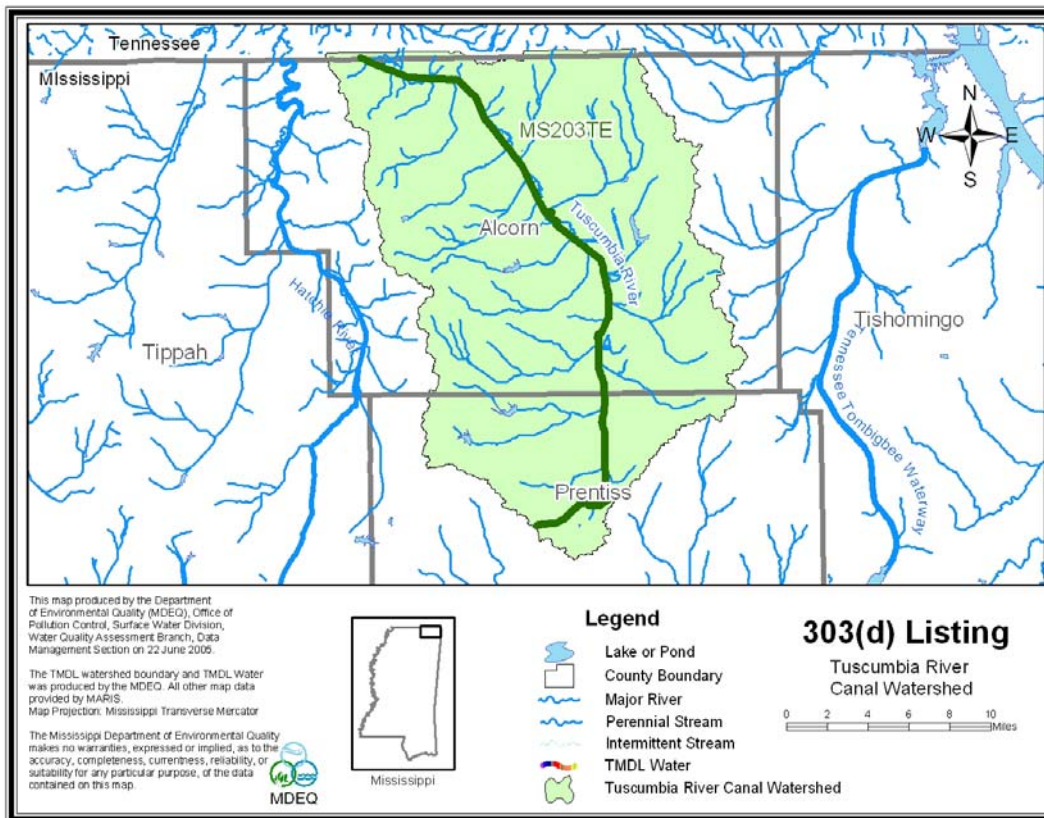 Tennessee
MIssissippi
N
W E
S
MS203TE
Alcorn
Tuscumbia River
Hatchie River
Tippah
Tishomingo
Tennessee Tombigbee Waterway
Prentiss
This map produced by the Department
of Environmental Quality (MDEQ), Office of
Pollution Control, Surface Water Division,
Water Quality Assessment Branch, Data
Management Section on 22 June 2005.
The TMDL watershed boundary and TMDL Water
was produced by the MDEQ. All other map data
provided by MARIS.
Map Projection: Mississippi Transverse Mercator
The Mississippi Department of Environmental Quality
makes no warranties, expressed or implied, as to the
accuracy, completeness, currentness, reliability, or
suitability for any particular purpose, of the data
contained on this map.
MDEQ
Mississippi
Legend
Lake or Pond
County Boundary
Major River
Perennial Stream
Intermittent Stream
TMDL Water
Tuscumbia River Canal Watershed
303(d) Listing
Tuscumbia River
Canal Watershed
0 2 4 6 8 10
Miles